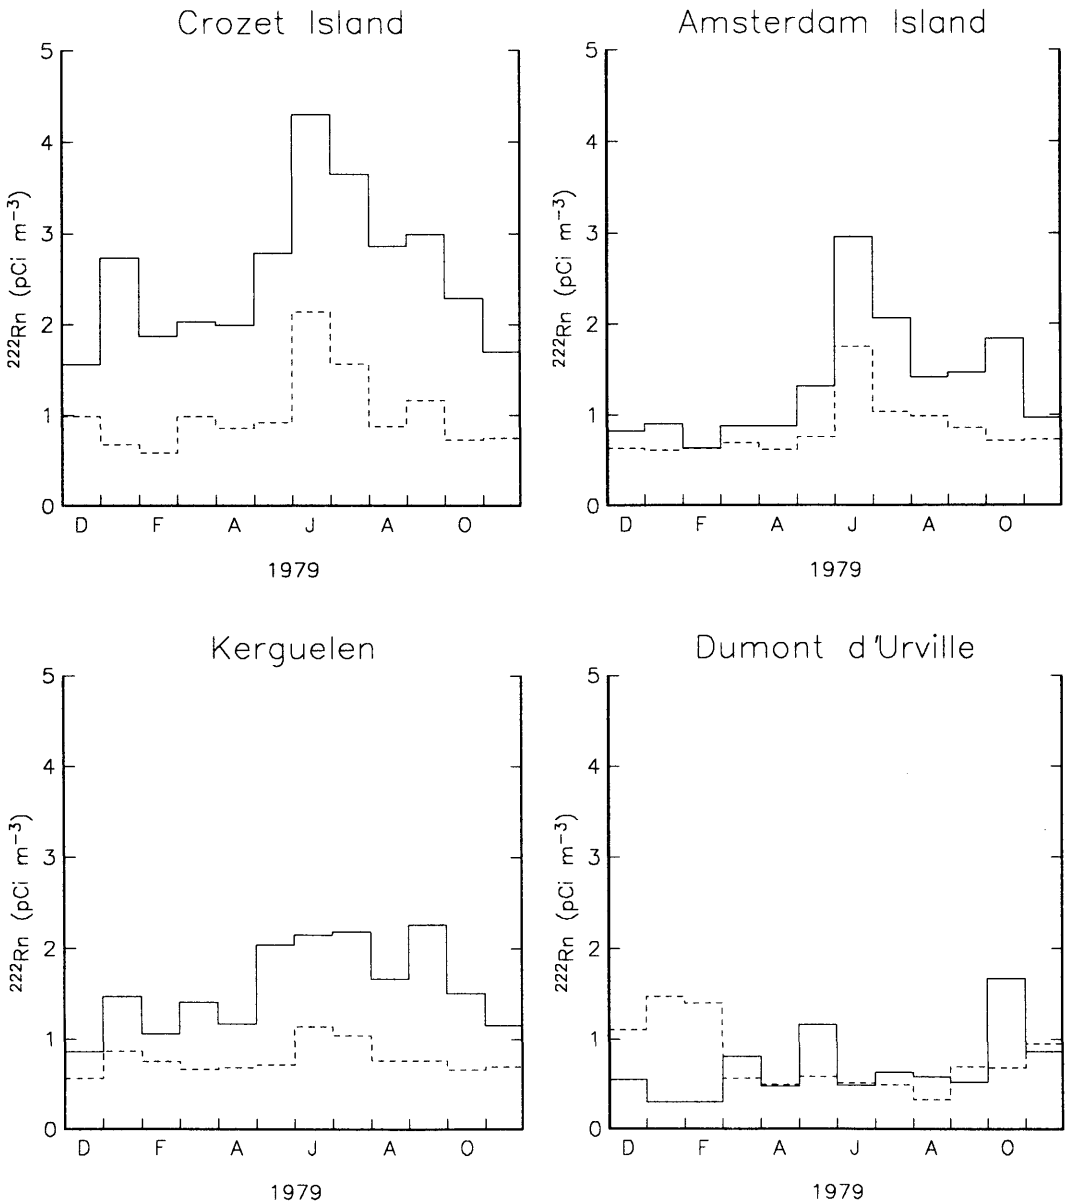 Crozet Island
5
4
3
2
1
0
²²²Rn (pCi m⁻³)
D F A J A O
1979
Amsterdam Island
5
4
3
2
1
0
²²²Rn (pCi m⁻³)
D F A J A O
1979
Kerguelen
5
4
3
2
1
0
²²²Rn (pCi m⁻³)
D F A J A O
1979
Dumont d'Urville
5
4
3
2
1
0
²²²Rn (pCi m⁻³)
D F A J A O
1979